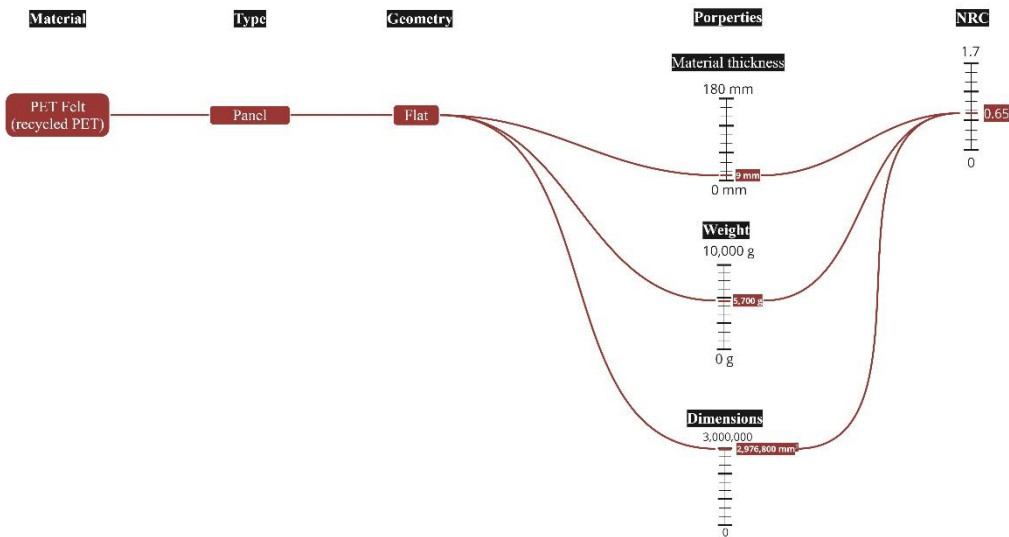 Material
Type
Geometry
Porperties
NRC
Material thickness
180 mm
1.7
PET Felt
(recycled PET)
Panel
Flat
0.65
9 mm
0 mm
0
Weight
10,000 g
5,700 g
0 g
Dimensions
3,000,000
2,976,800 mm²
0